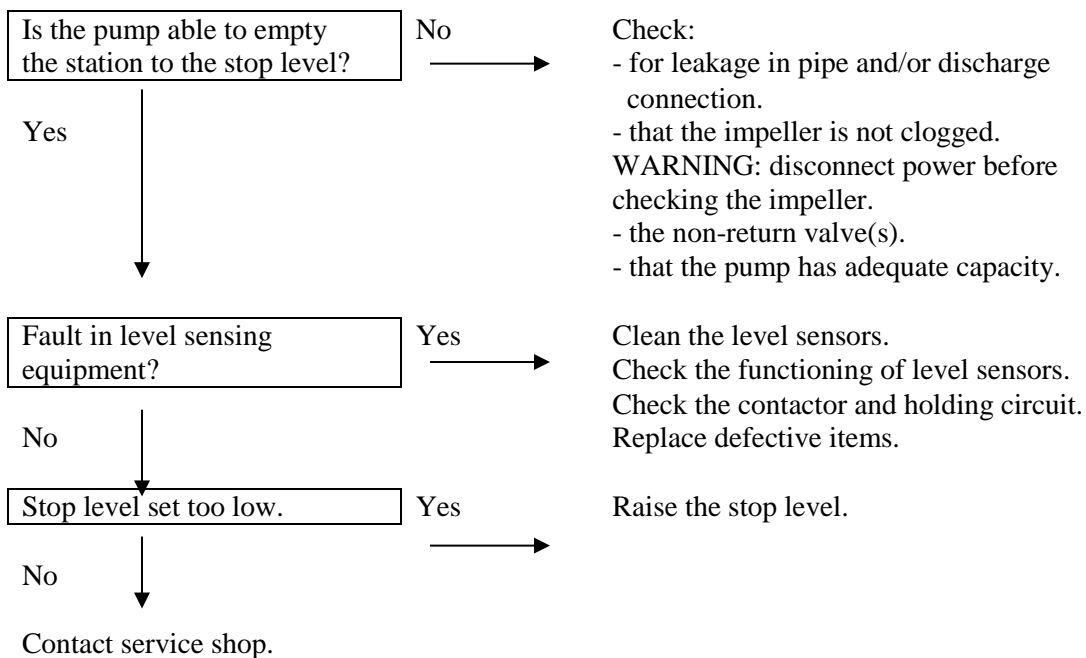 Is the pump able to empty
the station to the stop level?
No
Check:
- for leakage in pipe and/or discharge
connection.
- that the impeller is not clogged.
WARNING: disconnect power before
checking the impeller.
- the non-return valve(s).
- that the pump has adequate capacity.
Yes
Fault in level sensing
equipment?
Yes
Clean the level sensors.
Check the functioning of level sensors.
Check the contactor and holding circuit.
Replace defective items.
No
Stop level set too low.
Yes
Raise the stop level.
No
Contact service shop.